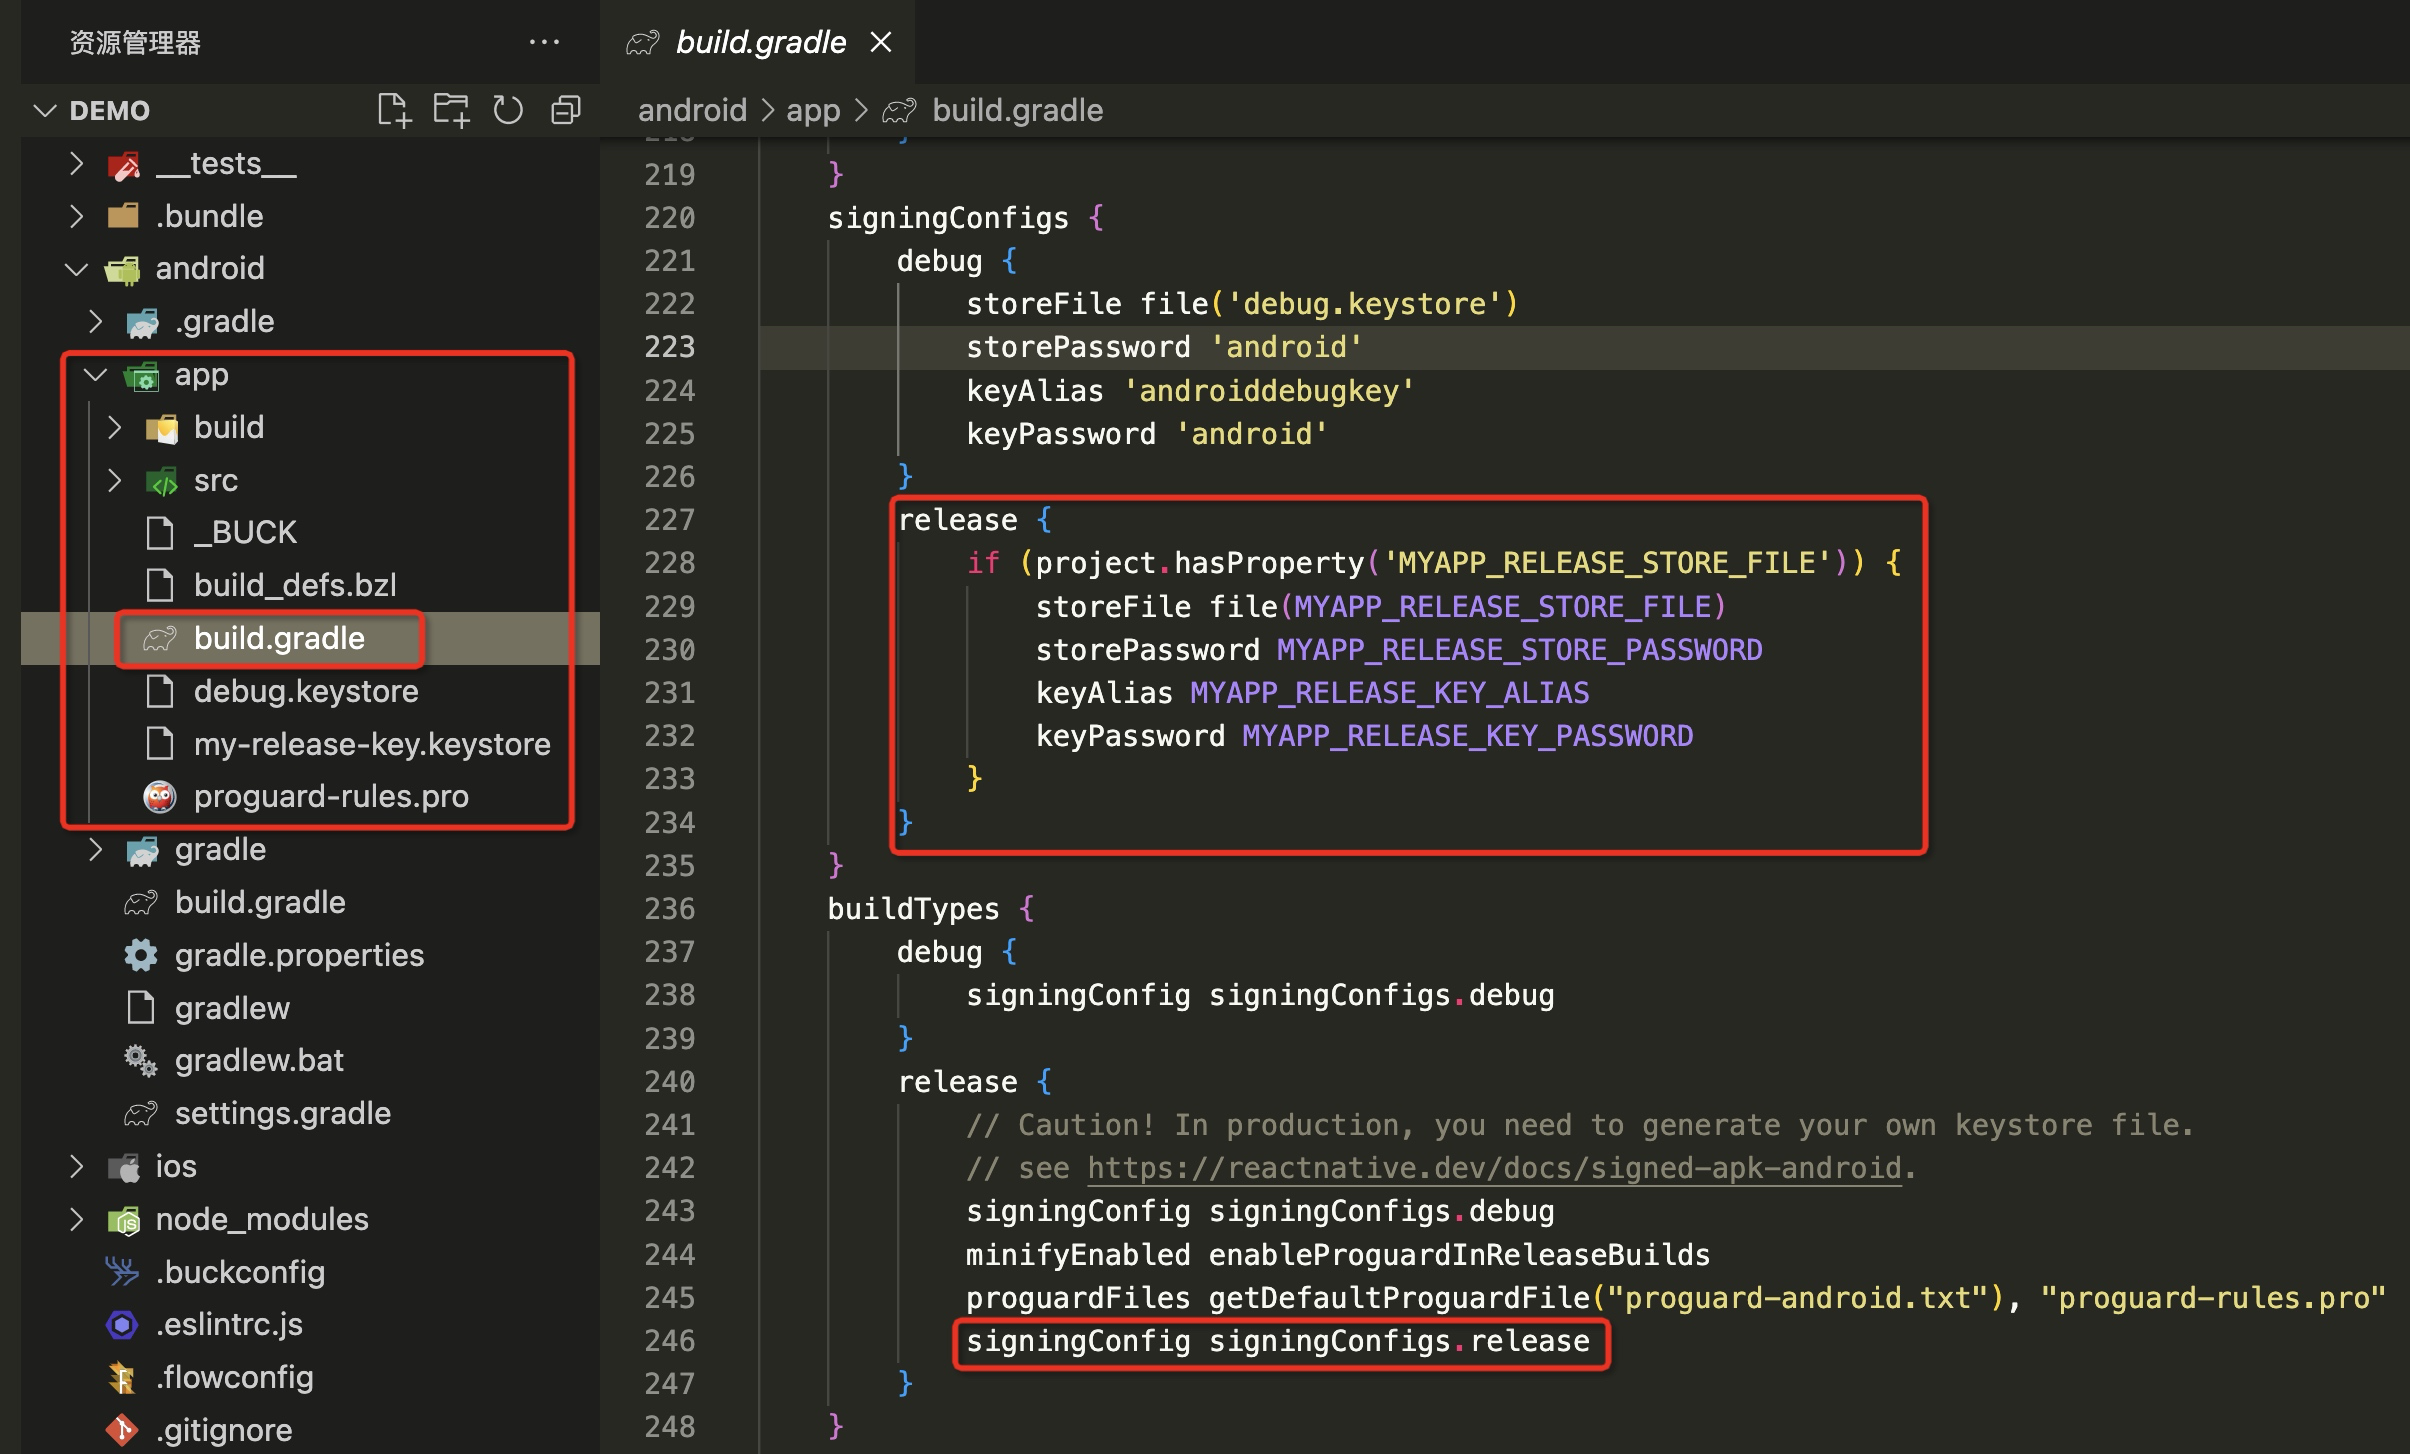 资源管理器
DEMO
__tests__
.bundle
android
.gradle
app
build
src
_BUCK
build_defs.bzl
build.gradle
debug.keystore
my-release-key.keystore
proguard-rules.pro
gradle
build.gradle
gradle.properties
gradlew
gradlew.bat
settings.gradle
ios
node_modules
.buckconfig
.eslintrc.js
.flowconfig
.gitignore
build.gradle
android > app > build.gradle
218 }
219 }
220 signingConfigs {
221 debug {
222 storeFile file('debug.keystore')
223 storePassword 'android'
224 keyAlias 'androiddebugkey'
225 keyPassword 'android'
226 }
227 release {
228 if (project.hasProperty('MYAPP_RELEASE_STORE_FILE')) {
229 storeFile file(MYAPP_RELEASE_STORE_FILE)
230 storePassword MYAPP_RELEASE_STORE_PASSWORD
231 keyAlias MYAPP_RELEASE_KEY_ALIAS
232 keyPassword MYAPP_RELEASE_KEY_PASSWORD
233 }
234 }
235 }
236 buildTypes {
237 debug {
238 signingConfig signingConfigs.debug
239 }
240 release {
241 // Caution! In production, you need to generate your own keystore file.
242 // see https://reactnative.dev/docs/signed-apk-android.
243 signingConfig signingConfigs.debug
244 minifyEnabled enableProguardInReleaseBuilds
245 proguardFiles getDefaultProguardFile("proguard-android.txt"), "proguard-rules.pro"
246 signingConfig signingConfigs.release
247 }
248 }